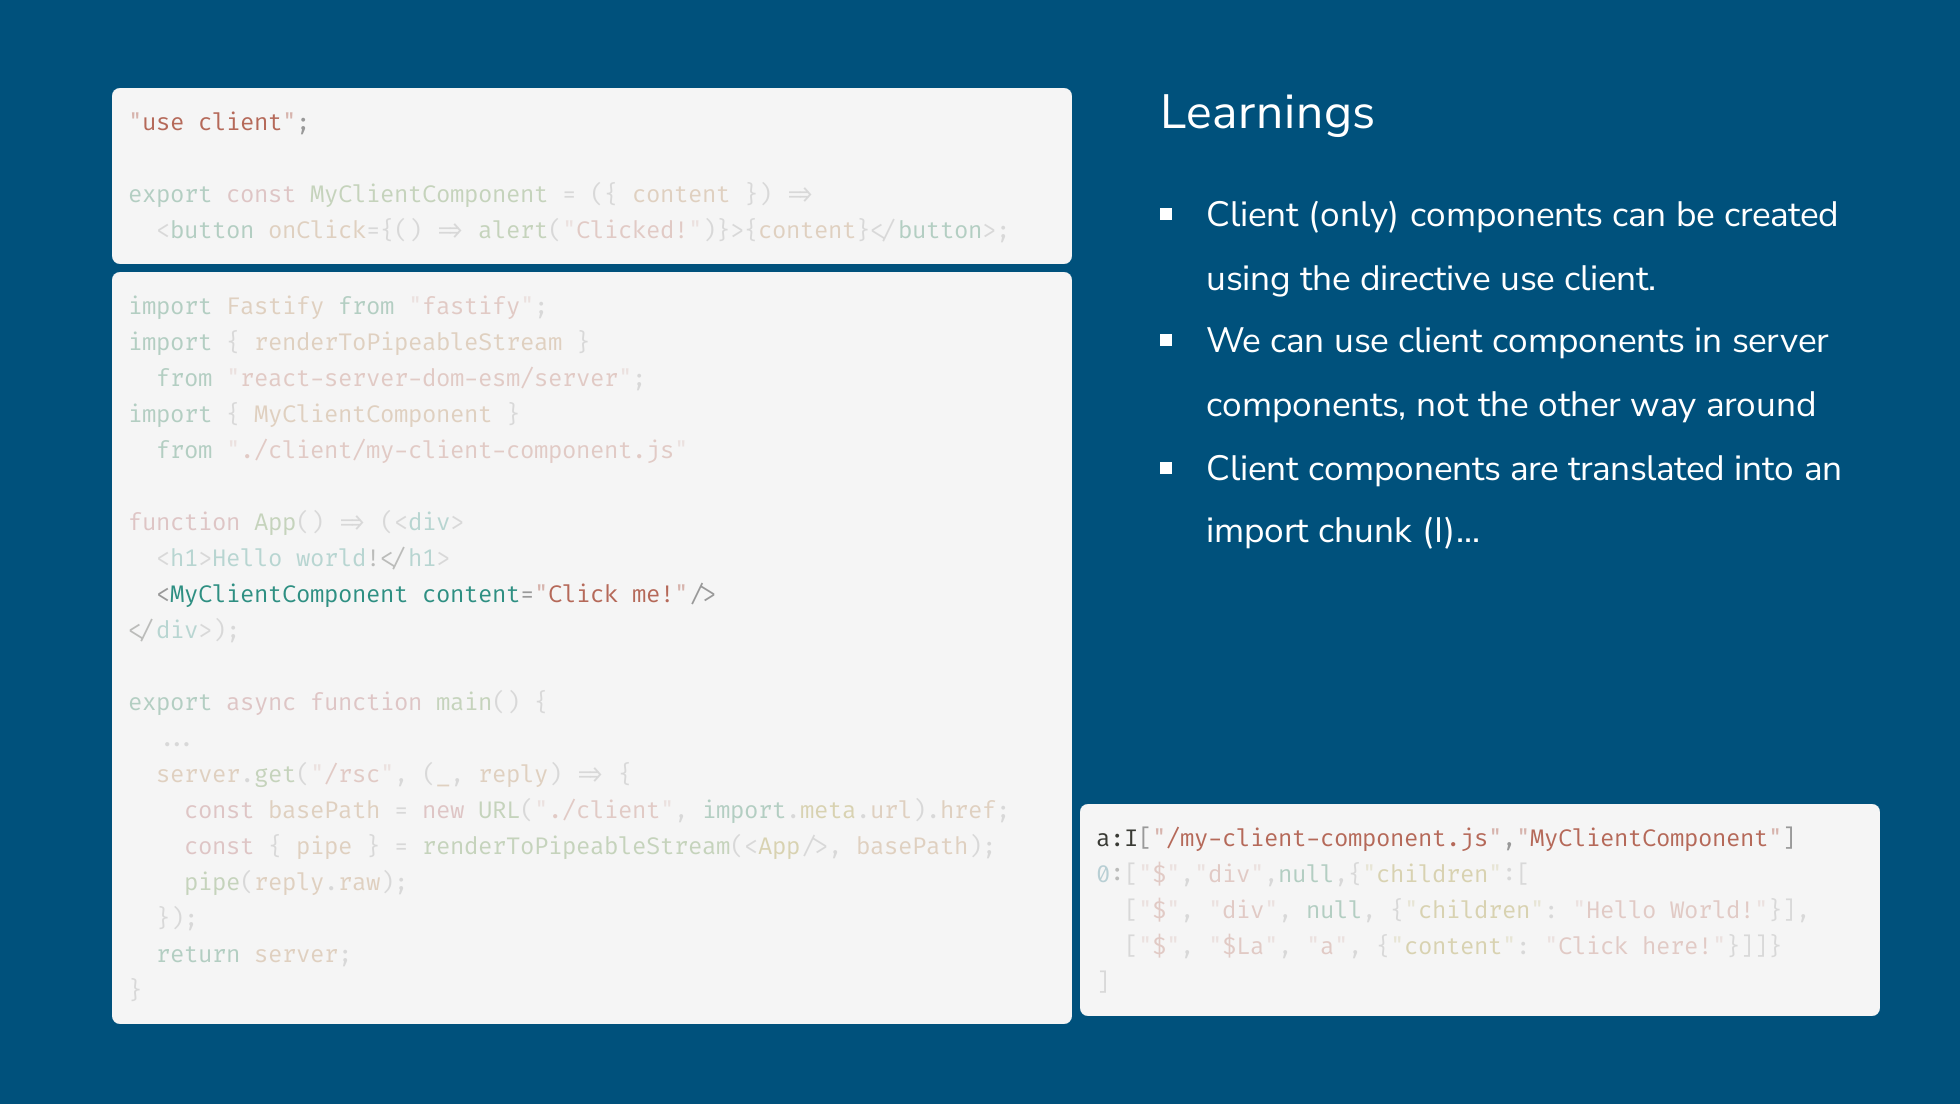 "use client";

export const MyClientComponent = ({ content }) =>
  <button onClick={() => alert("Clicked!")}>{content}</button>;
import Fastify from "fastify";
import { renderToPipeableStream }
  from "react-server-dom-esm/server";
import { MyClientComponent }
  from "./client/my-client-component.js"

function App() => (<div>
  <h1>Hello world!</h1>
  <MyClientComponent content="Click me!"/>
</div>);

export async function main() {
  ...
  server.get("/rsc", (_, reply) => {
    const basePath = new URL("./client", import.meta.url).href;
    const { pipe } = renderToPipeableStream(<App/>, basePath);
    pipe(reply.raw);
  });
  return server;
}
Learnings
▪ Client (only) components can be created
using the directive use client.
▪ We can use client components in server
components, not the other way around
▪ Client components are translated into an
import chunk (I)…
a:I["/my-client-component.js","MyClientComponent"]
0:["$","div",null,{"children":[
  ["$", "div", null, {"children": "Hello World!"}],
  ["$", "$La", "a", {"content": "Click here!"}]]}
]